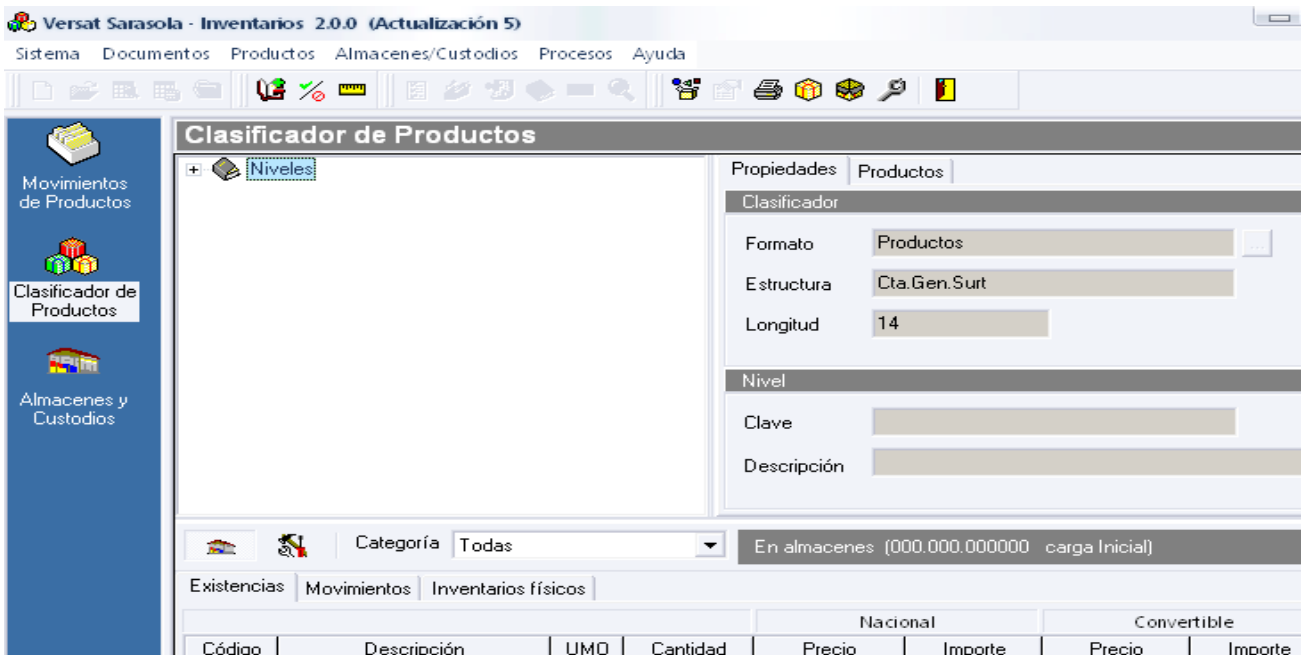 Versat Sarasola - Inventarios 2.0.0 (Actualización 5)
Sistema Documentos Productos Almacenes/Custodios Procesos Ayuda
Movimientos
de Productos
Clasificador de
Productos
Almacenes y
Custodios
Clasificador de Productos
Niveles
Propiedades Productos
Clasificador
Formato Productos ...
Estructura Cta.Gen.Surt
Longitud 14
Nivel
Clave
Descripción
Categoría Todas
En almacenes (000.000.000000 carga Inicial)
Existencias Movimientos Inventarios físicos
Nacional Convertible
Código Descripción UMO Cantidad Precio Importe Precio Importe